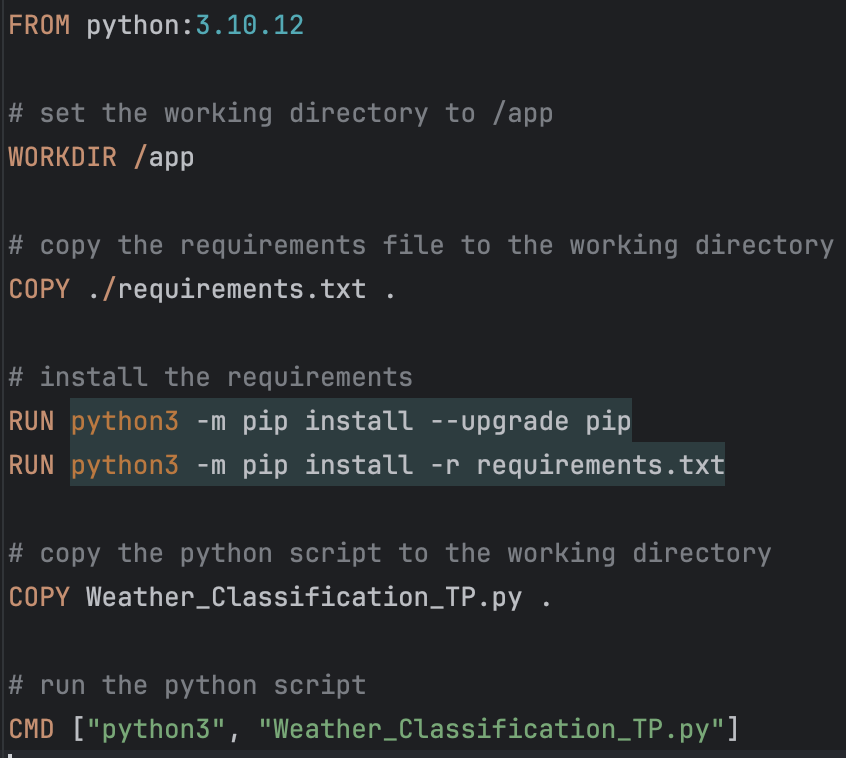 FROM python:3.10.12
# set the working directory to /app
WORKDIR /app
# copy the requirements file to the working directory
COPY ./requirements.txt .
# install the requirements
RUN python3 -m pip install --upgrade pip
RUN python3 -m pip install -r requirements.txt
# copy the python script to the working directory
COPY Weather_Classification_TP.py .
# run the python script
CMD ["python3", "Weather_Classification_TP.py"]